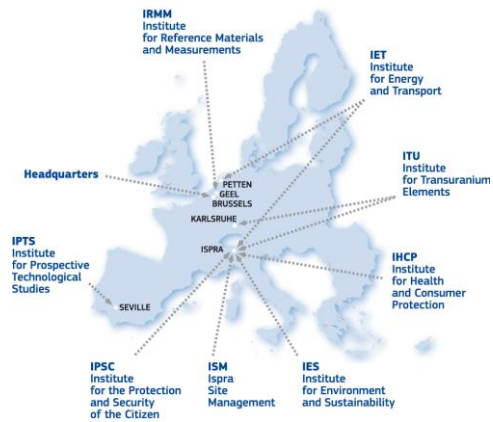 IRMM
Institute
for Reference Materials
and Measurements
IET
Institute
for Energy
and Transport
Headquarters
PETTEN
GEEL
BRUSSELS
KARLSRUHE
ITU
Institute
for Transuranium
Elements
IPTS
Institute
for Prospective
Technological
Studies
ISPRA
IHCP
Institute
for Health
and Consumer
Protection
SEVILLE
IPSC
Institute
for the Protection
and Security
of the Citizen
ISM
Ispra
Site
Management
IES
Institute
for Environment
and Sustainability